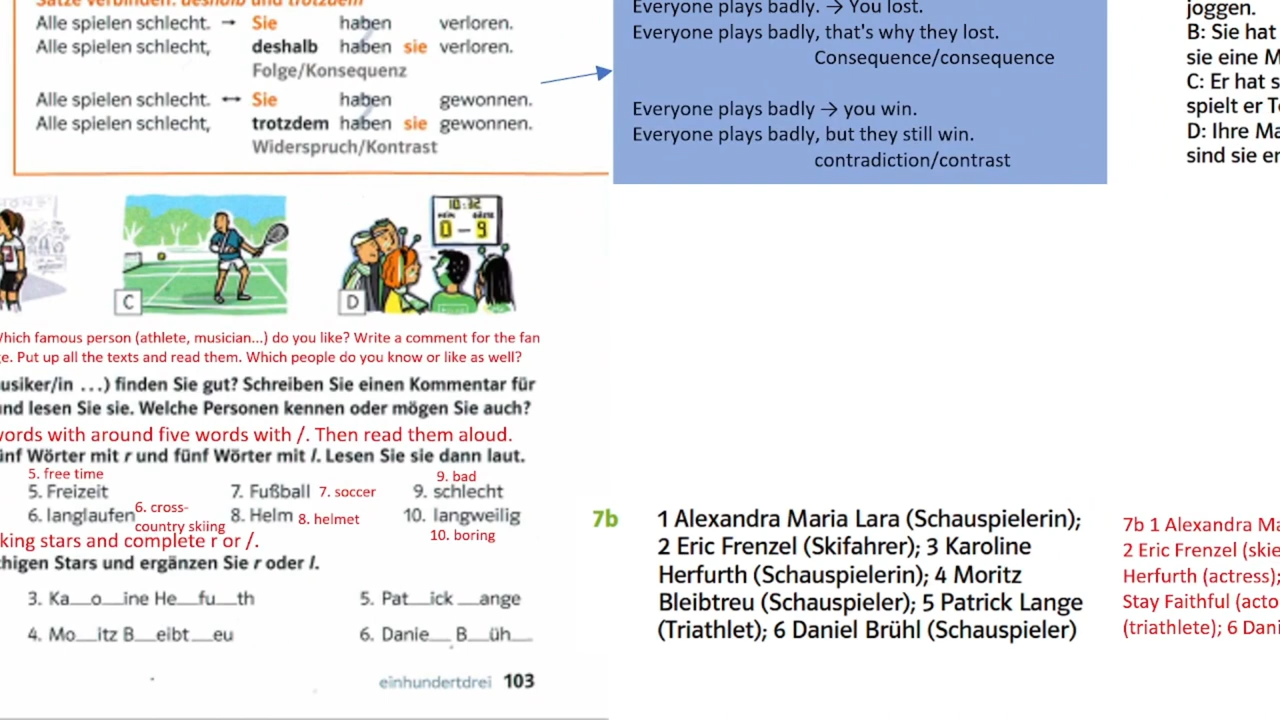 Sätze verbinden: deshalb und trotzdem
Alle spielen schlecht. → Sie haben verloren.
Alle spielen schlecht, deshalb haben sie verloren.
Folge/Konsequenz
Alle spielen schlecht. ↔ Sie haben gewonnen.
Alle spielen schlecht, trotzdem haben sie gewonnen.
Widerspruch/Kontrast
Everyone plays badly. → You lost.
Everyone plays badly, that's why they lost.
Consequence/consequence
Everyone plays badly → you win.
Everyone plays badly, but they still win.
contradiction/contrast
joggen.
B: Sie hat
sie eine M
C: Er hat s
spielt er Te
D: Ihre Ma
sind sie er
C
D
10:32
HEIM GÄSTE
0 – 9
Which famous person (athlete, musician...) do you like? Write a comment for the fan
ge. Put up all the texts and read them. Which people do you know or like as well?
usiker/in ...) finden Sie gut? Schreiben Sie einen Kommentar für
und lesen Sie sie. Welche Personen kennen oder mögen Sie auch?
words with around five words with /. Then read them aloud.
ünf Wörter mit r und fünf Wörter mit l. Lesen Sie sie dann laut.
5. free time
9. bad
5. Freizeit 7. Fußball 7. soccer 9. schlecht
6. langlaufen 6. cross-
country skiing 8. Helm 8. helmet 10. langweilig
10. boring
king stars and complete r or /.
chigen Stars und ergänzen Sie r oder l.
3. Ka__o__ine He__fu__th 5. Pat__ick __ange
4. Mo__itz B__eibt__eu 6. Danie__ B__üh__
einhundertdrei 103
7b 1 Alexandra Maria Lara (Schauspielerin);
2 Eric Frenzel (Skifahrer); 3 Karoline
Herfurth (Schauspielerin); 4 Moritz
Bleibtreu (Schauspieler); 5 Patrick Lange
(Triathlet); 6 Daniel Brühl (Schauspieler)
7b 1 Alexandra Ma
2 Eric Frenzel (skie
Herfurth (actress);
Stay Faithful (acto
(triathlete); 6 Dani